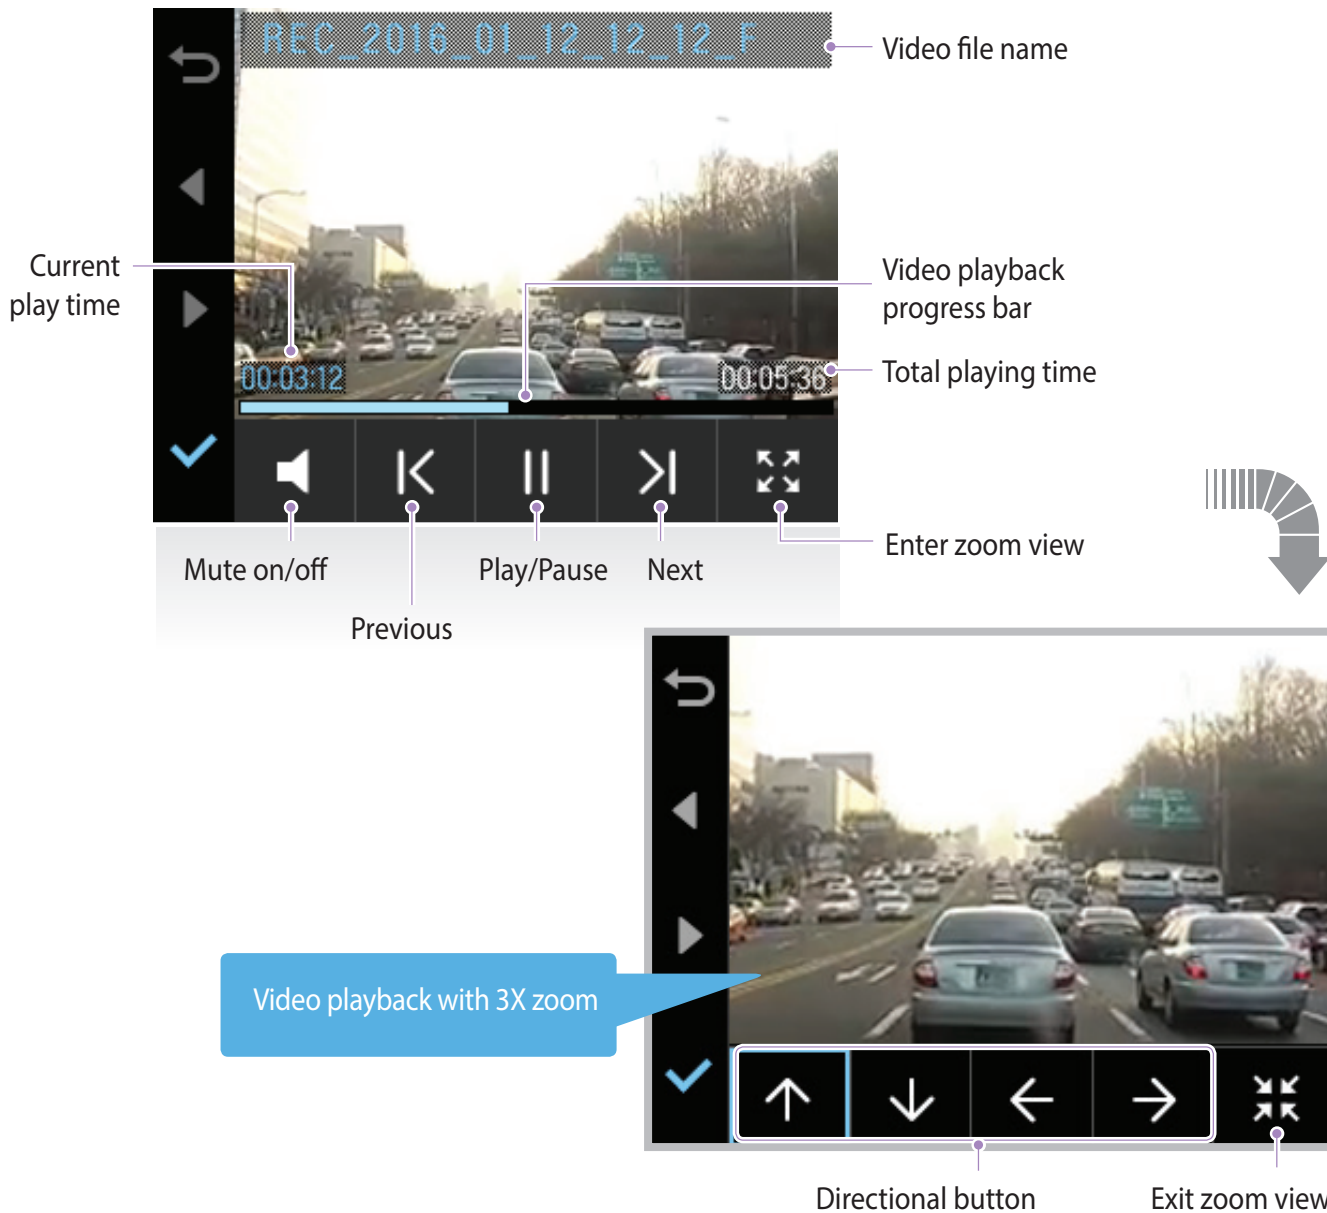 REC_2016_01_12_12_12_F
Video file name
Current
play time
Video playback
progress bar
00:03:12
00:05:36
Total playing time
Enter zoom view
Mute on/off
Play/Pause
Next
Previous
Video playback with 3X zoom
Directional button
Exit zoom view